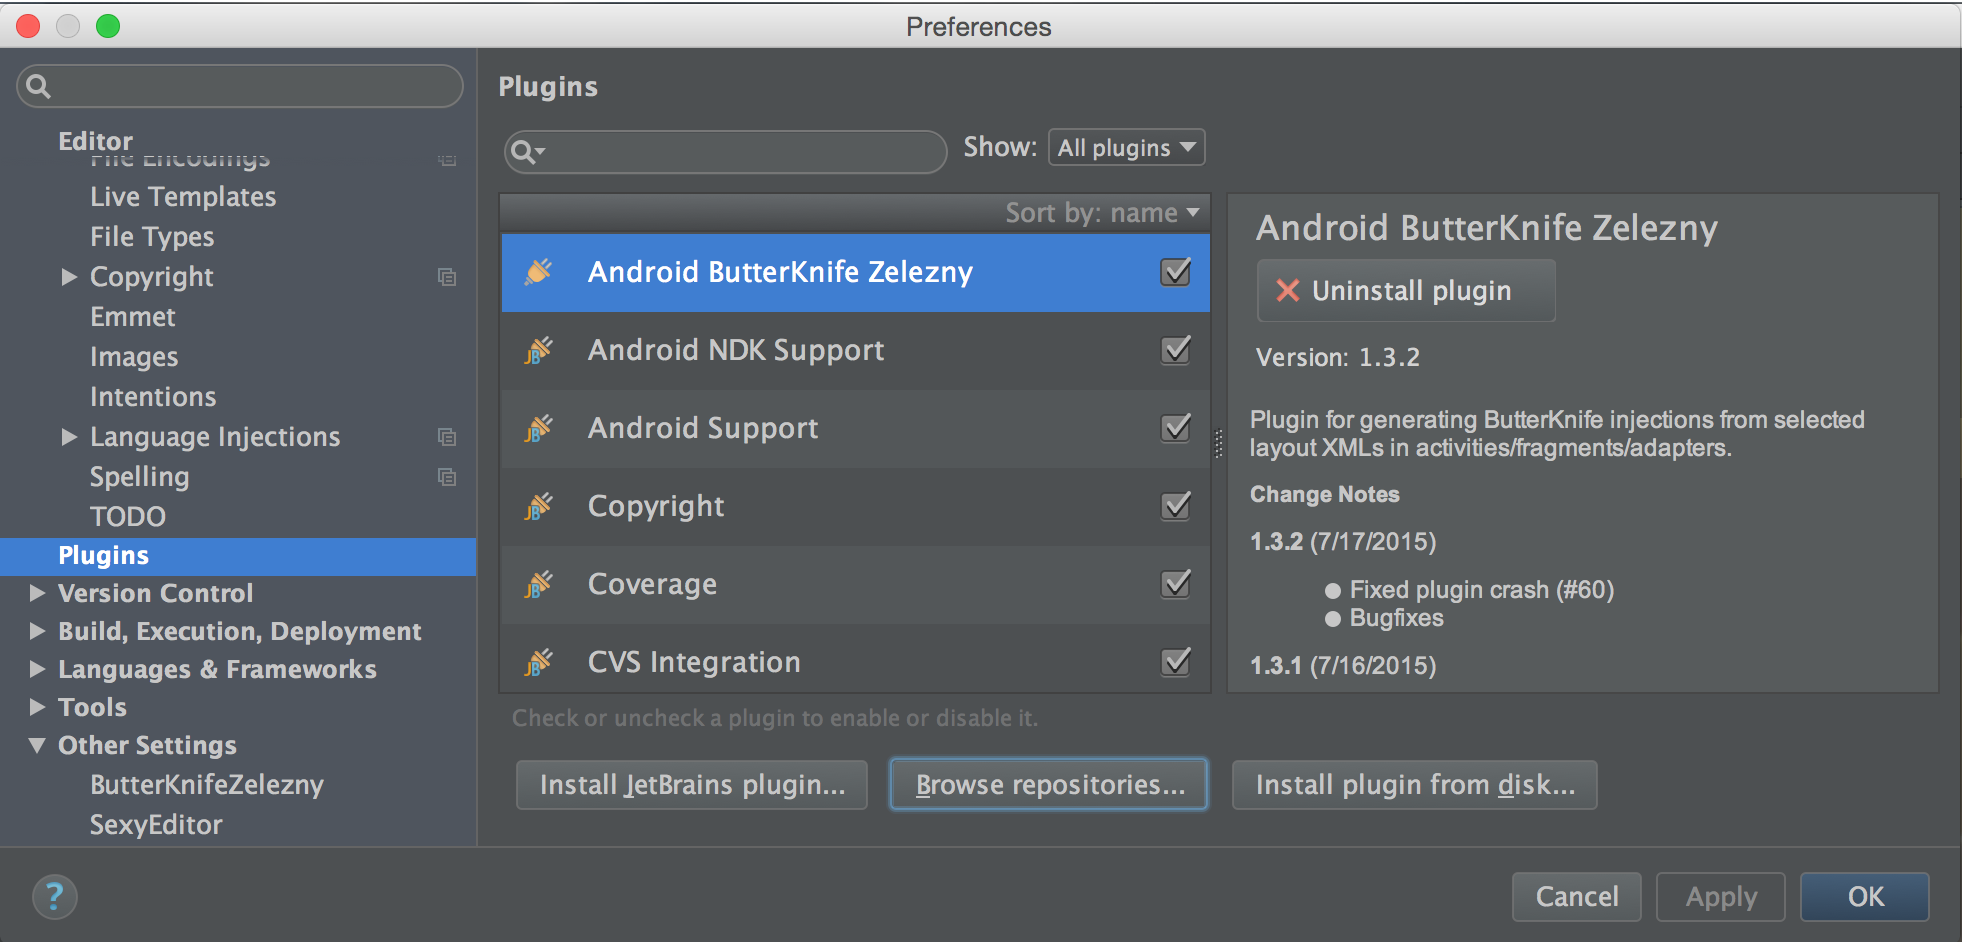 Preferences
Editor
File Encodings
Live Templates
File Types
Copyright
Emmet
Images
Intentions
Language Injections
Spelling
TODO
Plugins
Version Control
Build, Execution, Deployment
Languages & Frameworks
Tools
Other Settings
ButterKnifeZelezny
SexyEditor
Plugins
Show: All plugins
Sort by: name
Android ButterKnife Zelezny
JB Android NDK Support
JB Android Support
JB Copyright
JB Coverage
JB CVS Integration
Check or uncheck a plugin to enable or disable it.
Install JetBrains plugin...
Browse repositories...
Install plugin from disk...
Android ButterKnife Zelezny
Uninstall plugin
Version: 1.3.2
Plugin for generating ButterKnife injections from selected
layout XMLs in activities/fragments/adapters.
Change Notes
1.3.2 (7/17/2015)
● Fixed plugin crash (#60)
● Bugfixes
1.3.1 (7/16/2015)
?
Cancel
Apply
OK